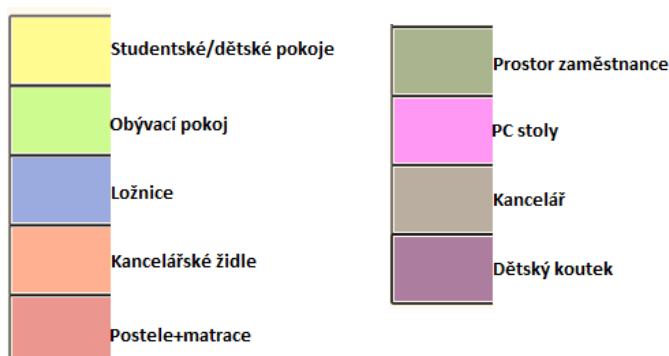 Studentské/dětské pokoje
Obývací pokoj
Ložnice
Kancelářské židle
Postele+matrace
Prostor zaměstnance
PC stoly
Kancelář
Dětský koutek